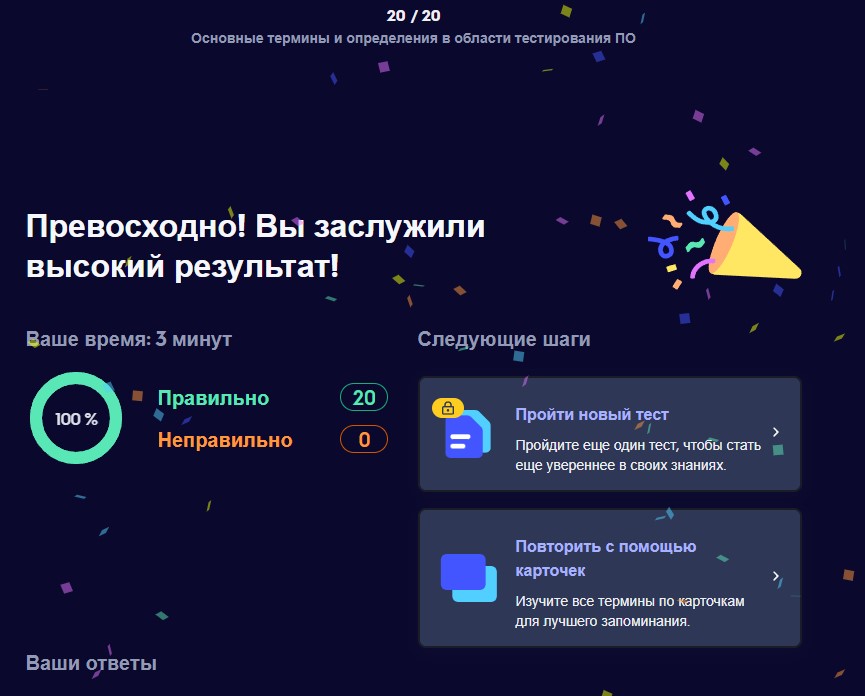 20 / 20
Основные термины и определения в области тестирования ПО
Превосходно! Вы заслужили
высокий результат!
Ваше время: 3 минут
100 %
Правильно 20
Неправильно 0
Следующие шаги
Пройти новый тест
Пройдите еще один тест, чтобы стать
еще увереннее в своих знаниях.
Повторить с помощью
карточек
Изучите все термины по карточкам
для лучшего запоминания.
Ваши ответы